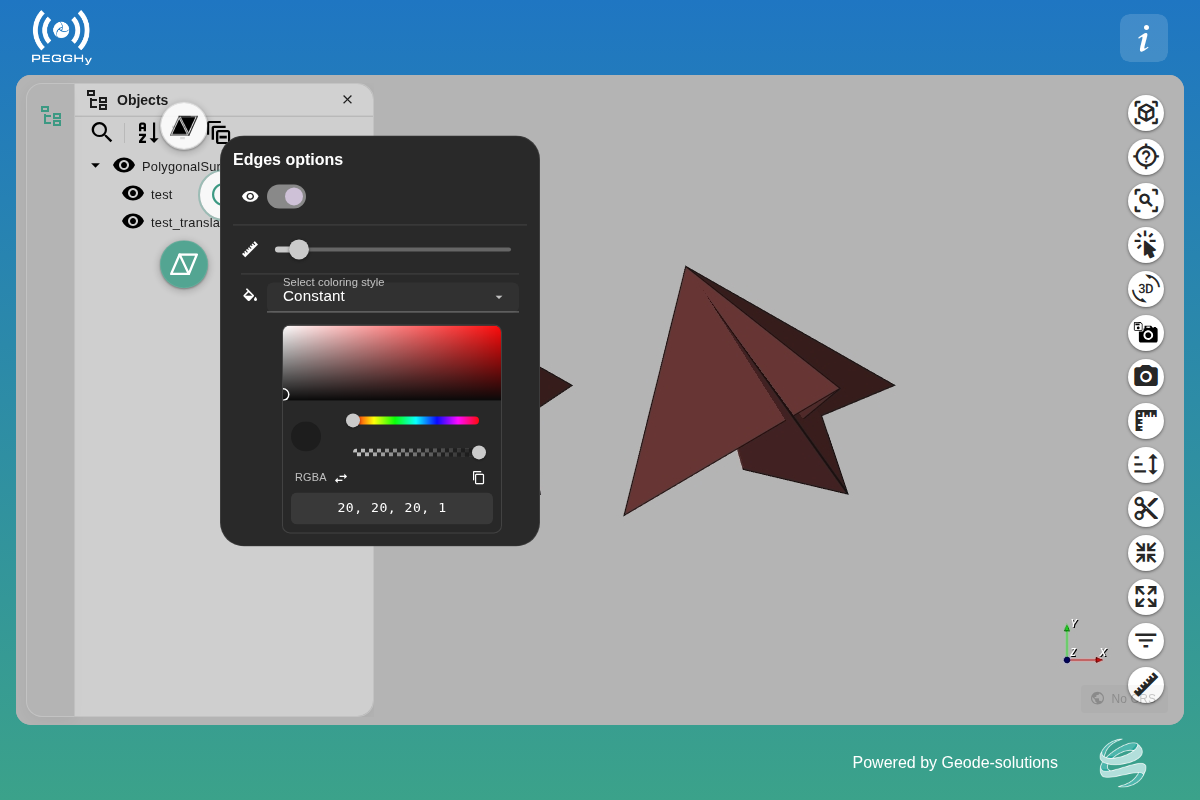 PEGGHy
i
Objects
A
Z
PolygonalSur
test
test_transla
Edges options
Select coloring style
Constant
RGBA
20, 20, 20, 1
3D
Y
Z
X
No CRS
Powered by Geode-solutions